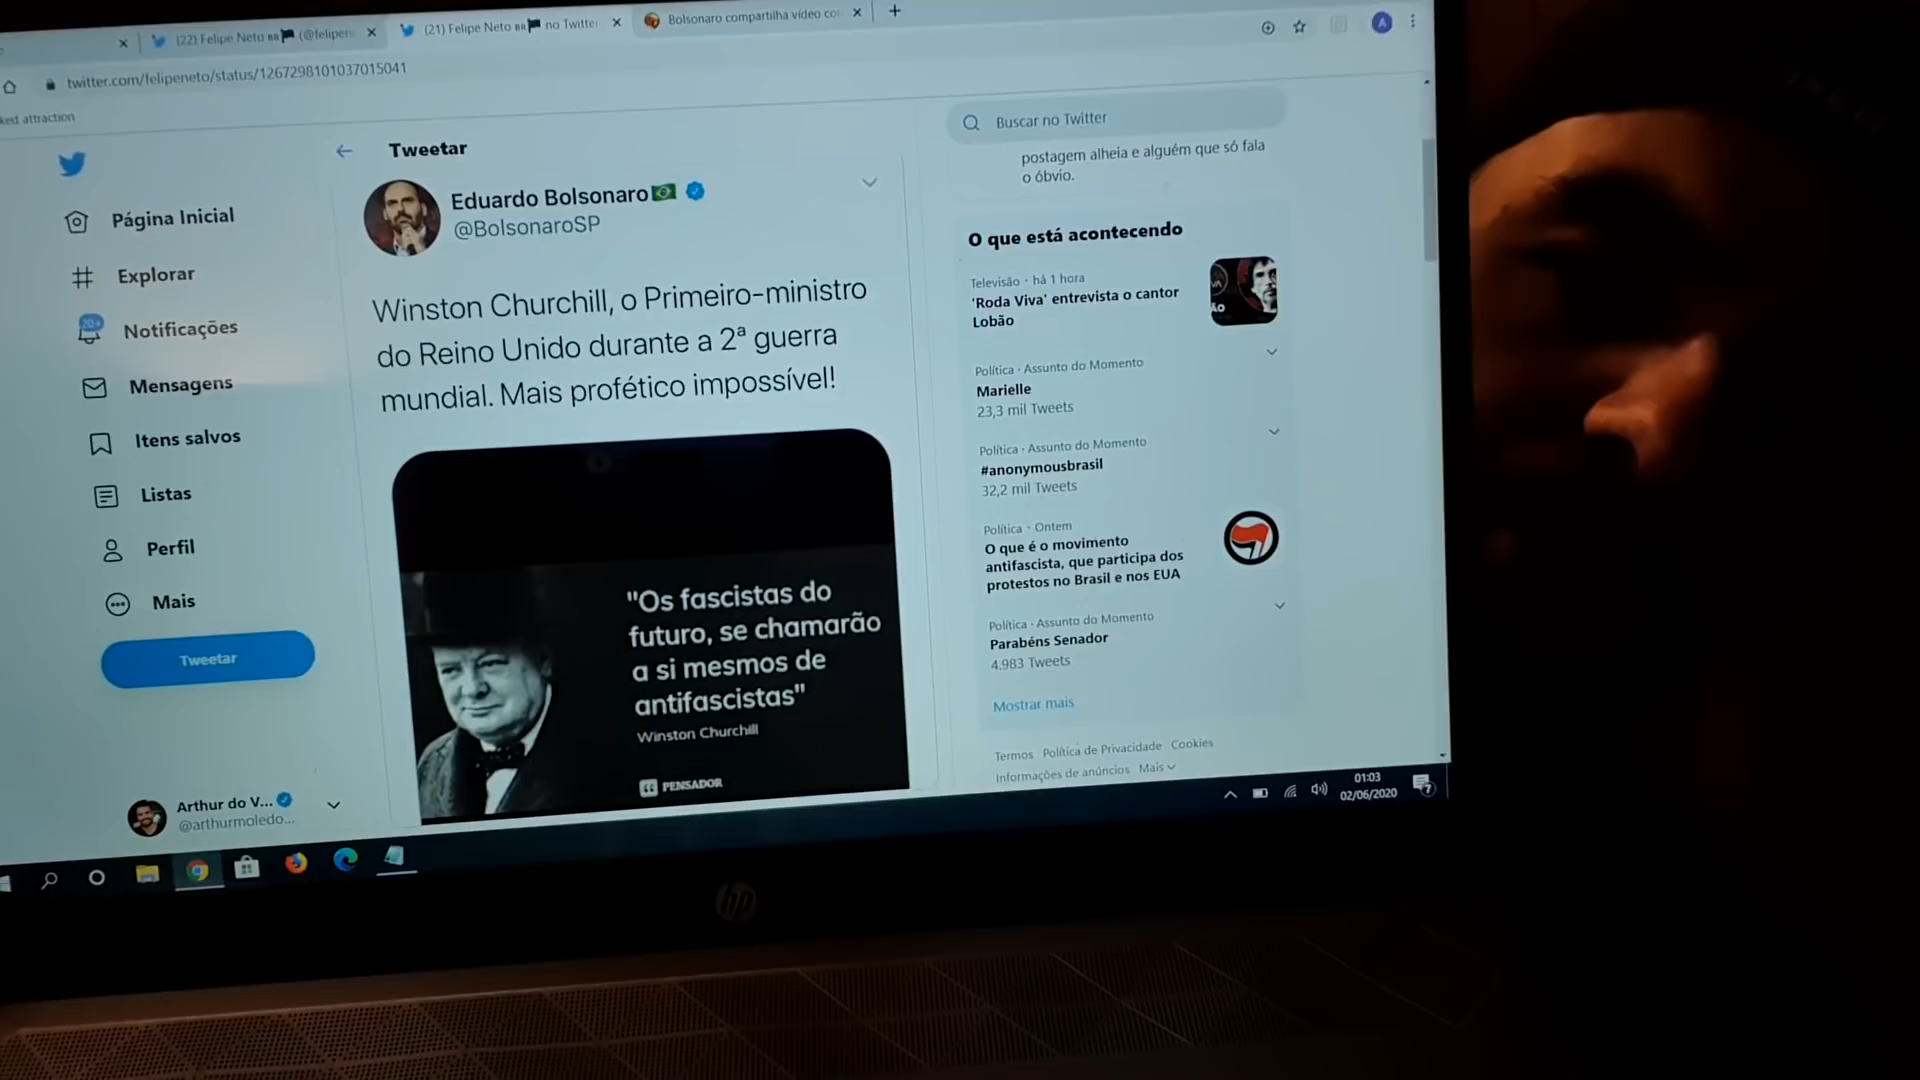 (22) Felipe Neto (@felipen
(21) Felipe Neto no Twitter
Bolsonaro compartilha vídeo co
twitter.com/felipeneto/status/1267298101037015041
ked attraction
Página Inicial
Explorar
20+
Notificações
Mensagens
Itens salvos
Listas
Perfil
Mais
Tweetar
Arthur do V...
@arthurmoledo...
Tweetar
Eduardo Bolsonaro
@BolsonaroSP
Winston Churchill, o Primeiro-ministro
do Reino Unido durante a 2ª guerra
mundial. Mais profético impossível!
"Os fascistas do
futuro, se chamarão
a si mesmos de
antifascistas"
Winston Churchill
PENSADOR
Buscar no Twitter
postagem alheia e alguém que só fala
o óbvio.
O que está acontecendo
Televisão · há 1 hora
'Roda Viva' entrevista o cantor
Lobão
Política · Assunto do Momento
Marielle
23,3 mil Tweets
Política · Assunto do Momento
#anonymousbrasil
32,2 mil Tweets
Política · Ontem
O que é o movimento
antifascista, que participa dos
protestos no Brasil e nos EUA
Política · Assunto do Momento
Parabéns Senador
4.983 Tweets
Mostrar mais
Termos Política de Privacidade Cookies
Informações de anúncios Mais
01:03
02/06/2020
7
hp